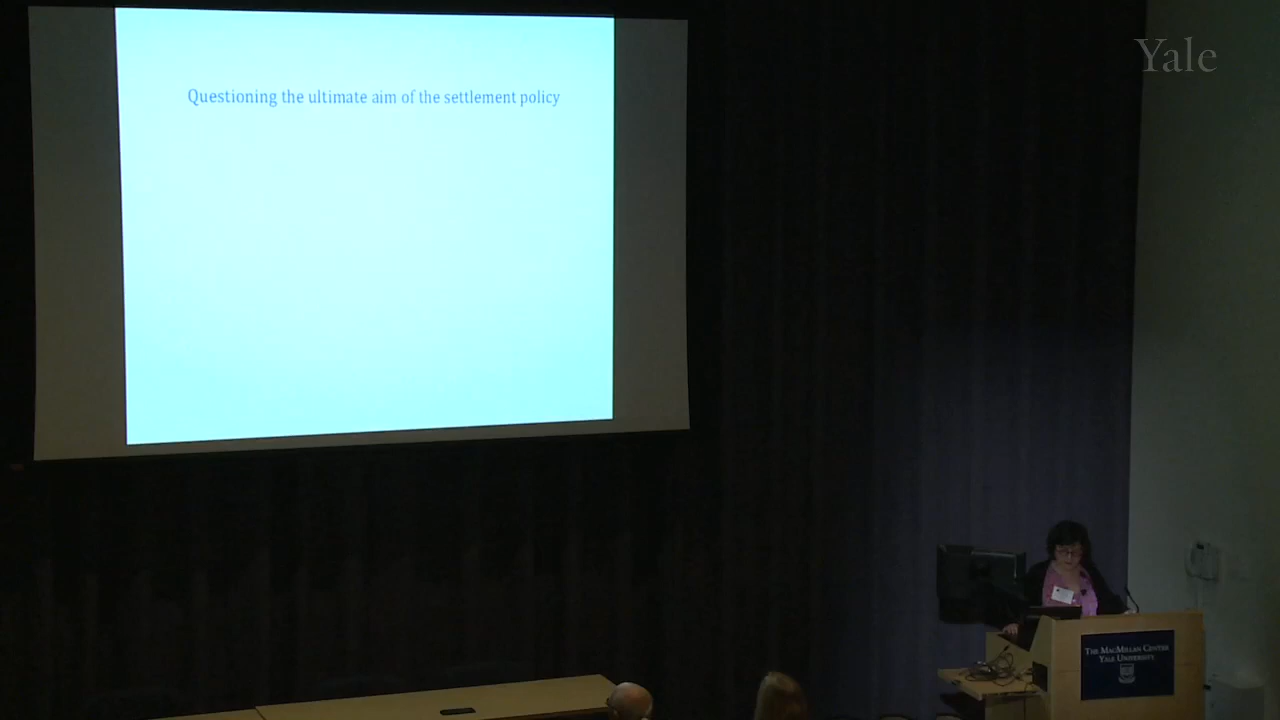 Yale
Questioning the ultimate aim of the settlement policy
THE MACMILLAN CENTER
YALE UNIVERSITY